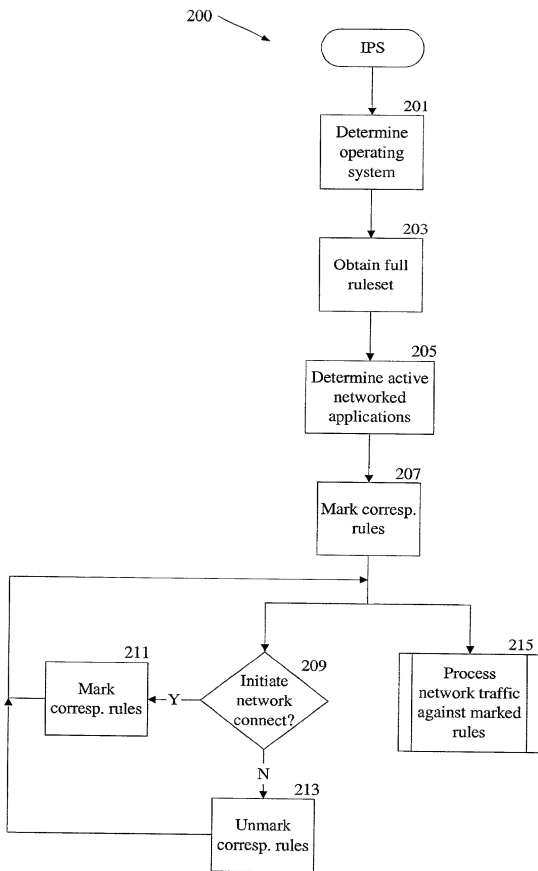 200
IPS
201
Determine
operating
system
203
Obtain full
ruleset
205
Determine active
networked
applications
207
Mark corresp.
rules
211
Mark
corresp. rules
Y
209
Initiate
network
connect?
215
Process
network traffic
against marked
rules
N
213
Unmark
corresp. rules